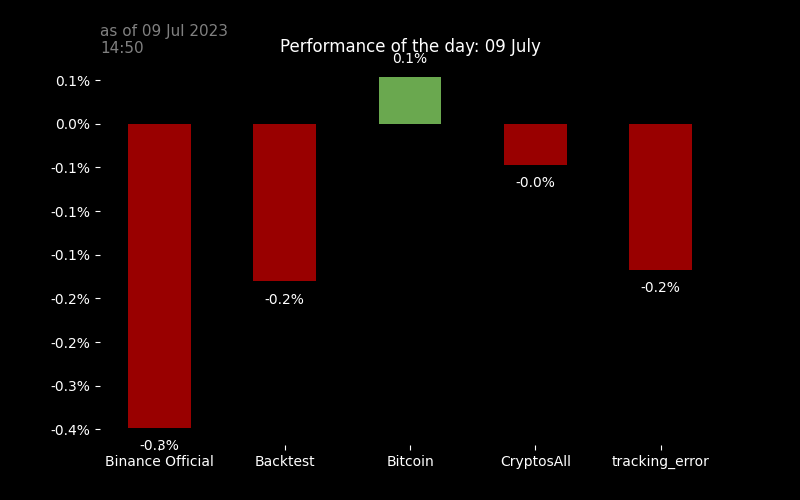 as of 09 Jul 2023
14:50
Performance of the day: 09 July
0.1%
0.1%
0.0%
-0.1%
-0.1%
-0.1%
-0.2%
-0.2%
-0.3%
-0.4%
-0.0%
-0.2%
-0.2%
-0.3%
Binance Official
Backtest
Bitcoin
CryptosAll
tracking_error